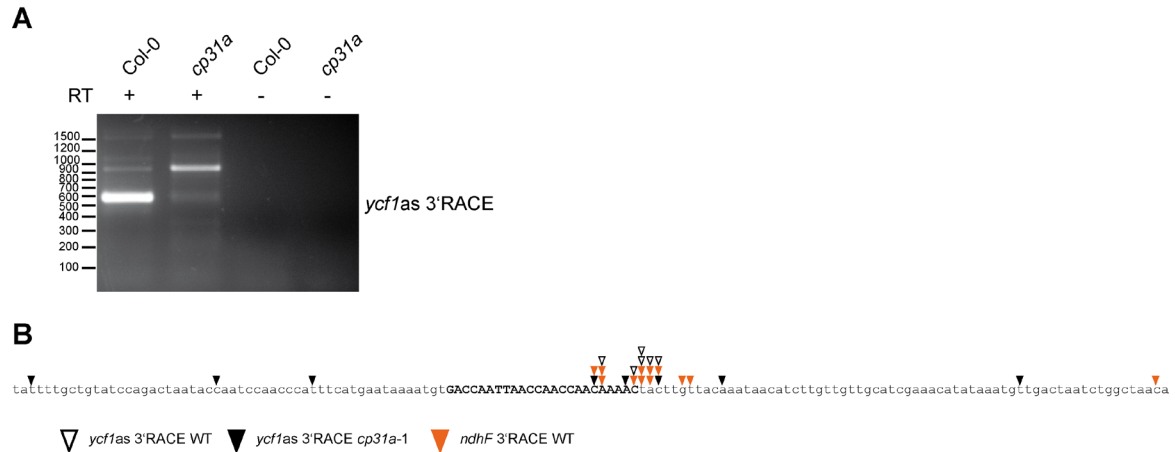 A
Col-0 cp31a Col-0 cp31a
RT + + - -
1500
1200
1000
900
800
700
600
500
400
300
200
100
ycf1as 3'RACE
B
tattttgctgtatccagactaataccaatccaacccatttcatgaataaaatgtGACCAATTAACCAACCAACAAAACtacttgttacaaataacatcttgttgttgcatcgaaacatataaatgttgactaatctggctaaca
ycf1as 3'RACE WT ycf1as 3'RACE cp31a-1 ndhF 3'RACE WT